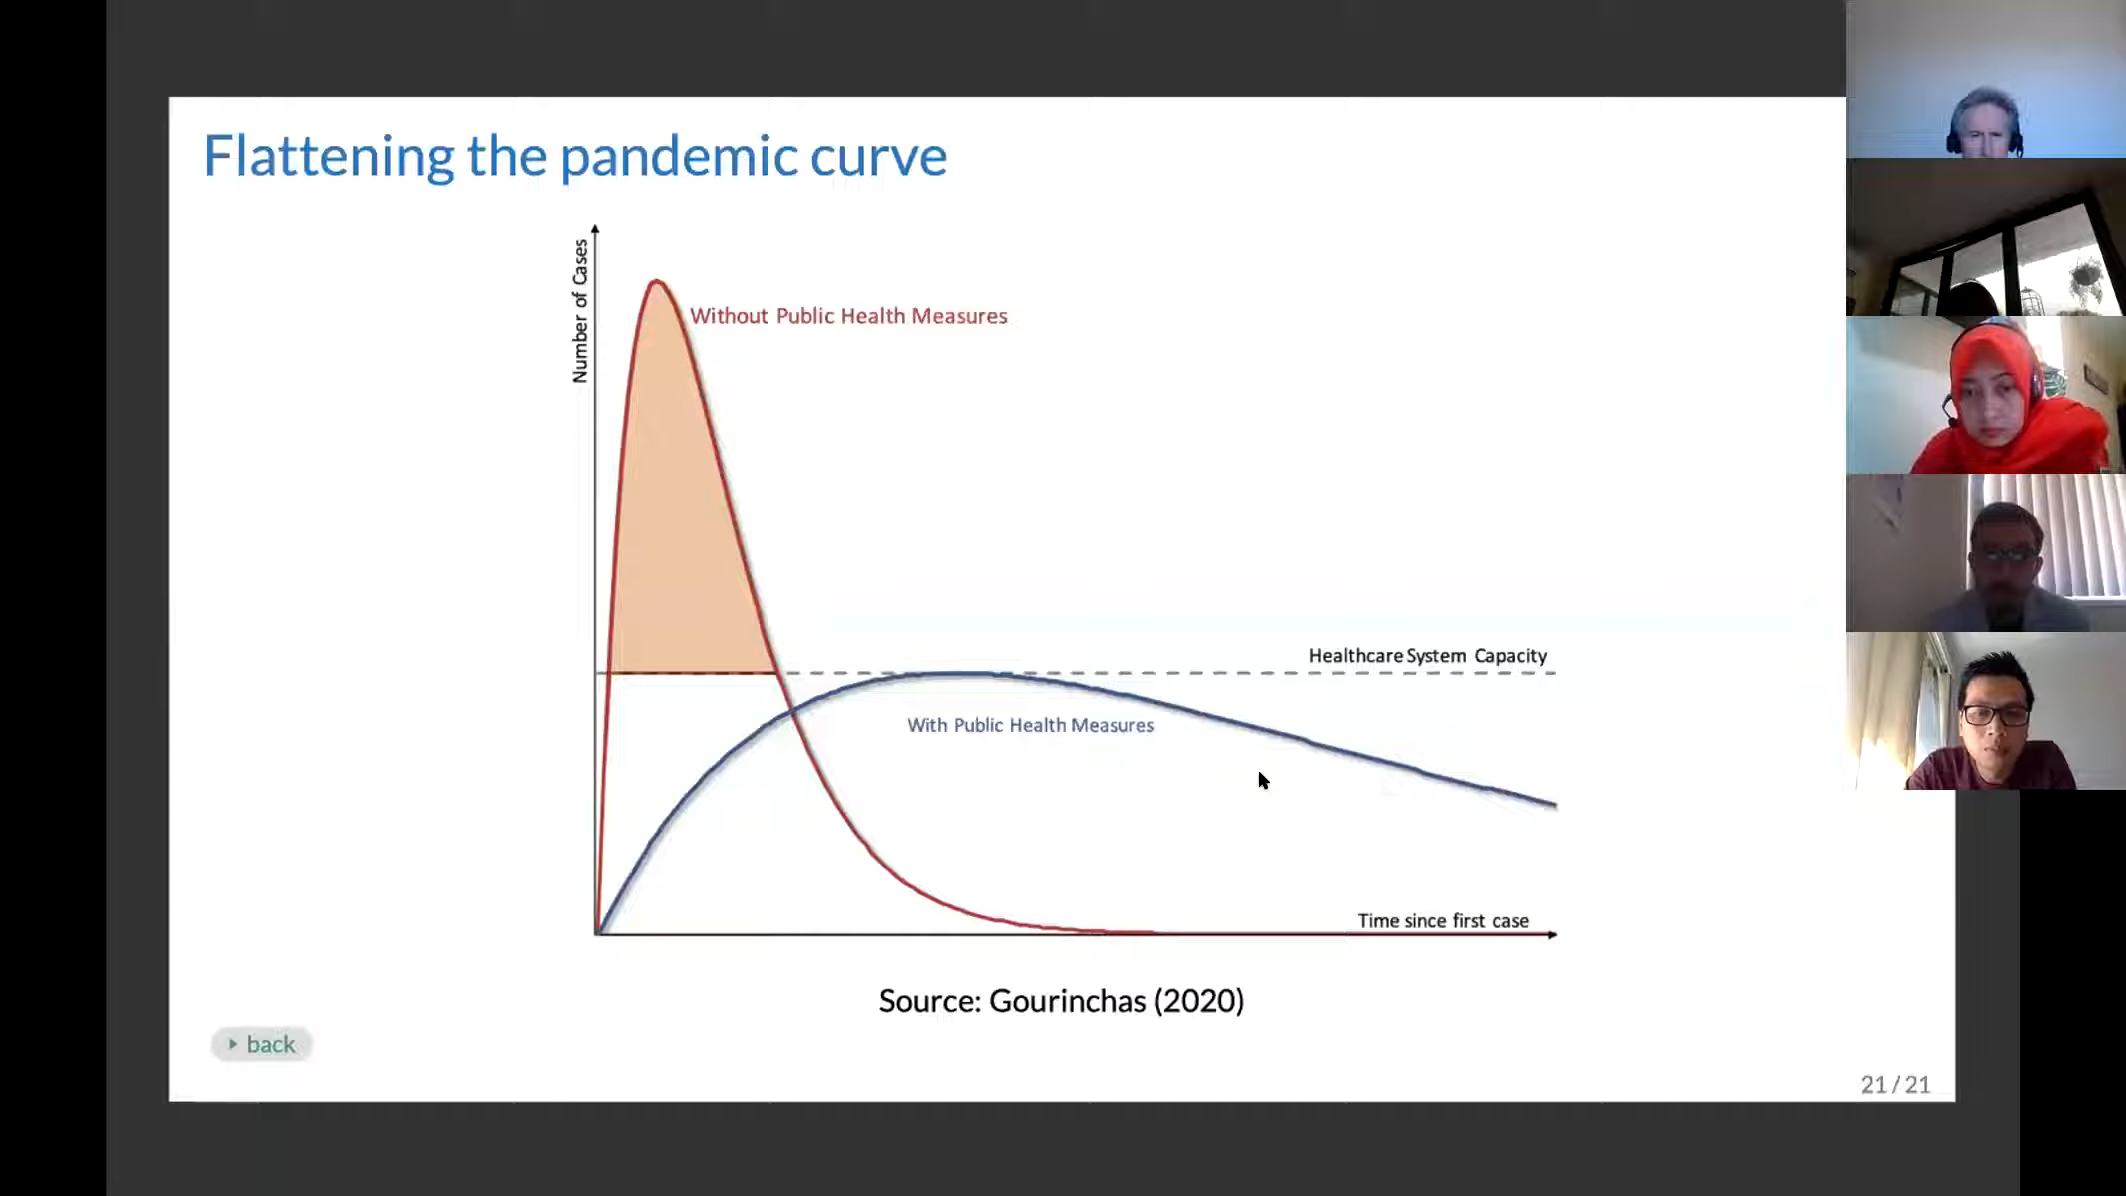 Flattening the pandemic curve
Number of Cases
Without Public Health Measures
Healthcare System Capacity
With Public Health Measures
Time since first case
Source: Gourinchas (2020)
back
21 / 21